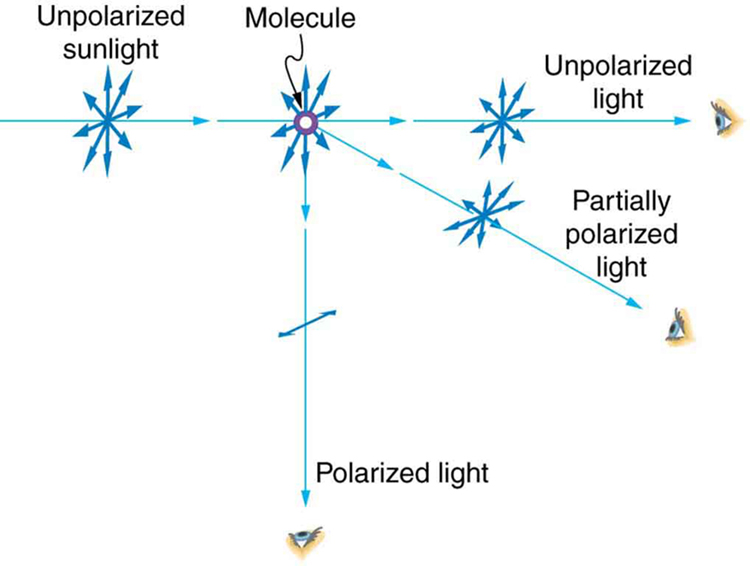 Unpolarized
sunlight
Molecule
Unpolarized
light
Partially
polarized
light
Polarized light